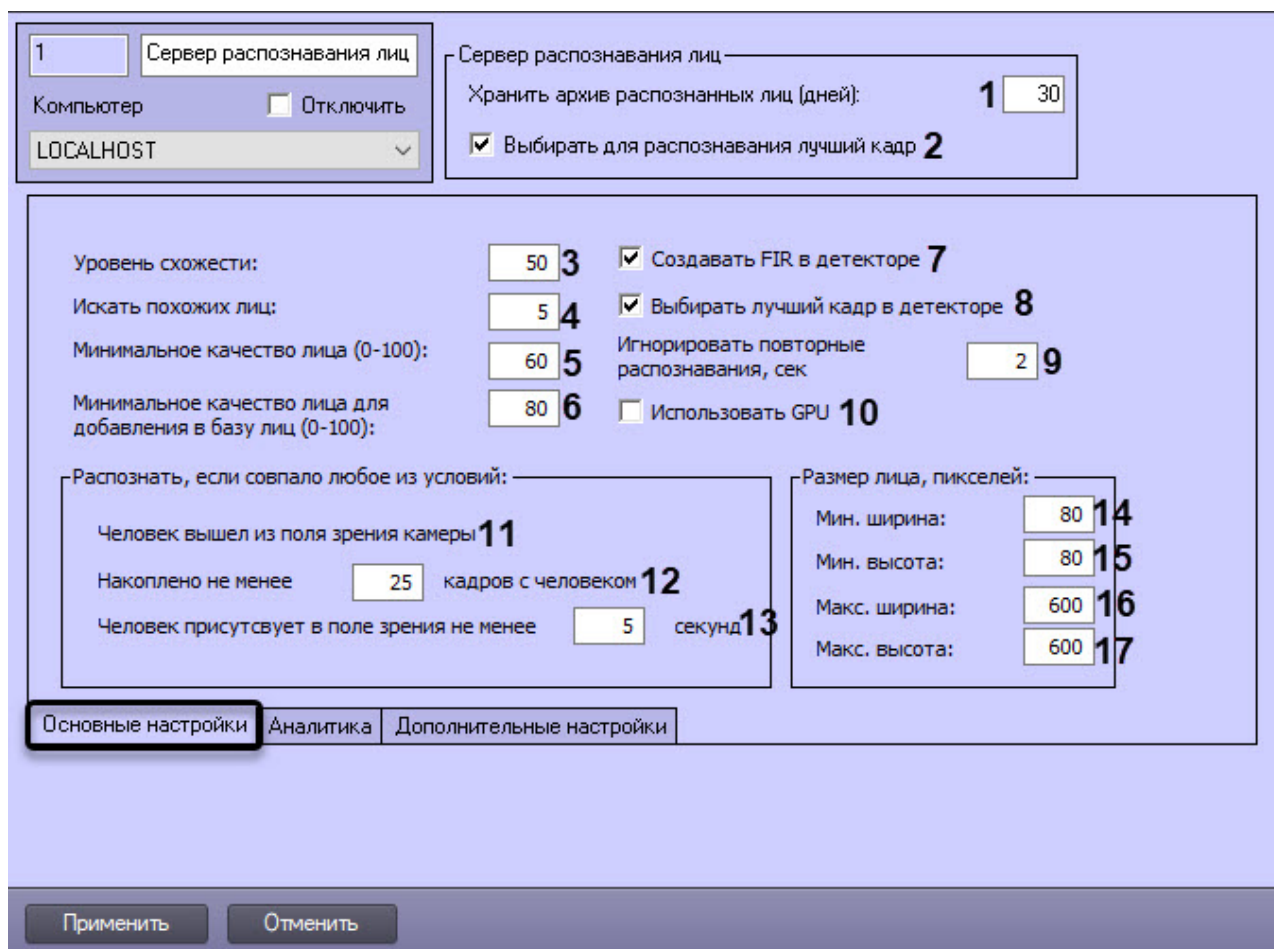 1
Сервер распознавания лиц
Компьютер
Отключить
LOCALHOST
Сервер распознавания лиц
Хранить архив распознанных лиц (дней): 1 30
Выбирать для распознавания лучший кадр 2
Уровень схожести: 50 3
Искать похожих лиц: 5 4
Минимальное качество лица (0-100): 60 5
Минимальное качество лица для
добавления в базу лиц (0-100): 80 6
Создавать FIR в детекторе 7
Выбирать лучший кадр в детекторе 8
Игнорировать повторные
распознавания, сек 2 9
Использовать GPU 10
Распознать, если совпало любое из условий:
Человек вышел из поля зрения камеры 11
Накоплено не менее 25 кадров с человеком 12
Человек присутсвует в поле зрения не менее 5 секунд 13
Размер лица, пикселей:
Мин. ширина: 80 14
Мин. высота: 80 15
Макс. ширина: 600 16
Макс. высота: 600 17
Основные настройки
Аналитика
Дополнительные настройки
Применить
Отменить